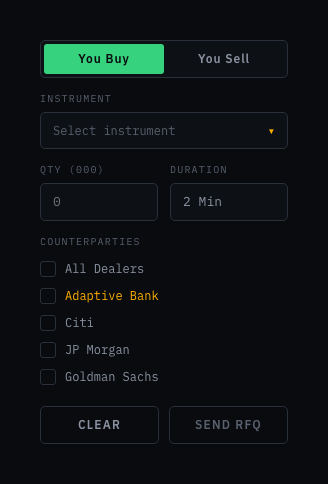 You Buy You Sell
INSTRUMENT
Select instrument
QTY (000) DURATION
0 2 Min
COUNTERPARTIES
All Dealers
Adaptive Bank
Citi
JP Morgan
Goldman Sachs
CLEAR SEND RFQ